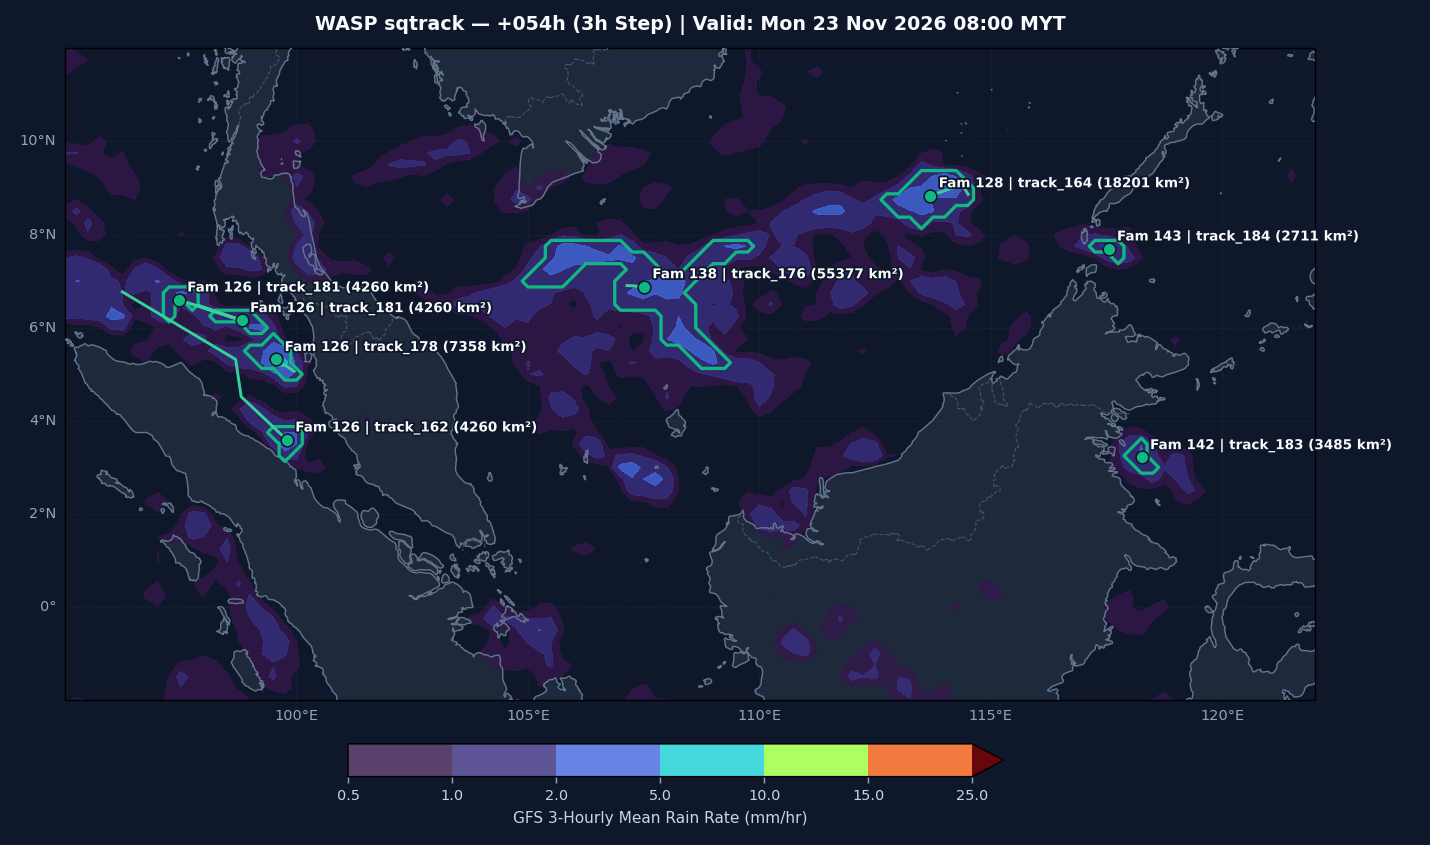 WASP sqtrack — +054h (3h Step) | Valid: Mon 23 Nov 2026 08:00 MYT
10°N
8°N
6°N
4°N
2°N
0°
Fam 128 | track_164 (18201 km²)
Fam 143 | track_184 (2711 km²)
Fam 138 | track_176 (55377 km²)
Fam 126 | track_181 (4260 km²)
Fam 126 | track_181 (4260 km²)
Fam 126 | track_178 (7358 km²)
Fam 126 | track_162 (4260 km²)
Fam 142 | track_183 (3485 km²)
100°E 105°E 110°E 115°E 120°E
0.5 1.0 2.0 5.0 10.0 15.0 25.0
GFS 3-Hourly Mean Rain Rate (mm/hr)